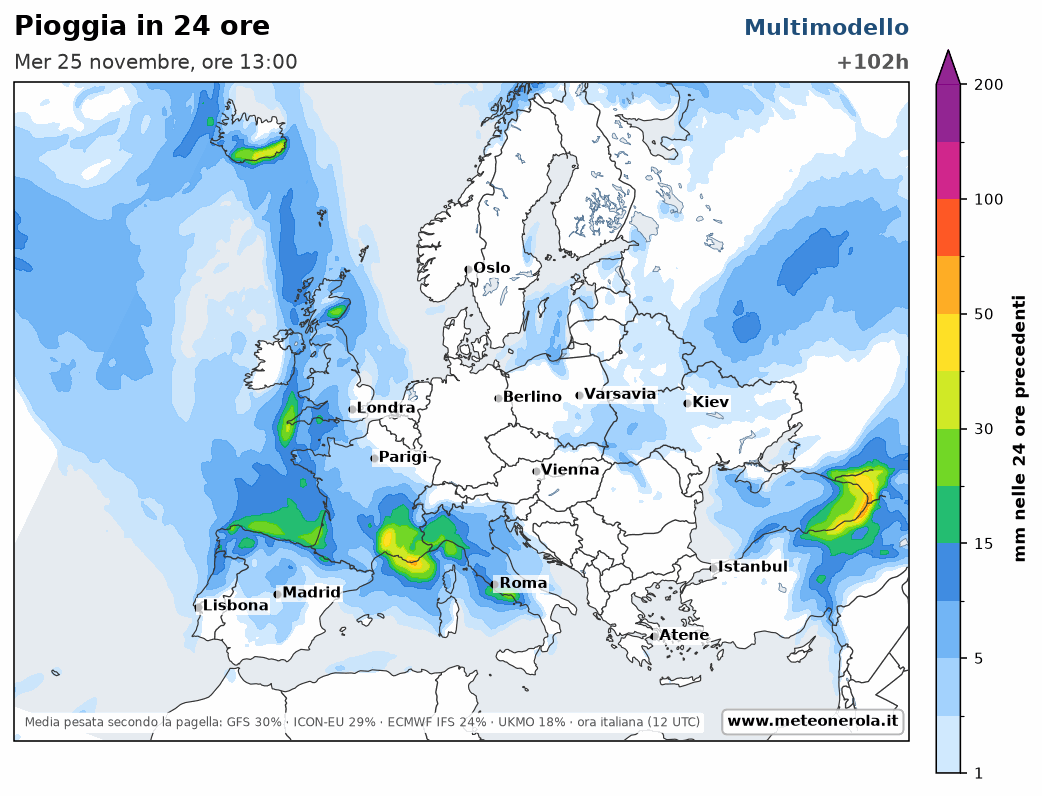 Pioggia in 24 ore
Multimodello
Mer 25 novembre, ore 13:00
+102h
200
100
50
30
15
5
1
mm nelle 24 ore precedenti
Oslo
Berlino
Varsavia
Kiev
Londra
Parigi
Vienna
Istanbul
Roma
Madrid
Lisbona
Atene
Media pesata secondo la pagella: GFS 30% · ICON-EU 29% · ECMWF IFS 24% · UKMO 18% · ora italiana (12 UTC)
www.meteonerola.it